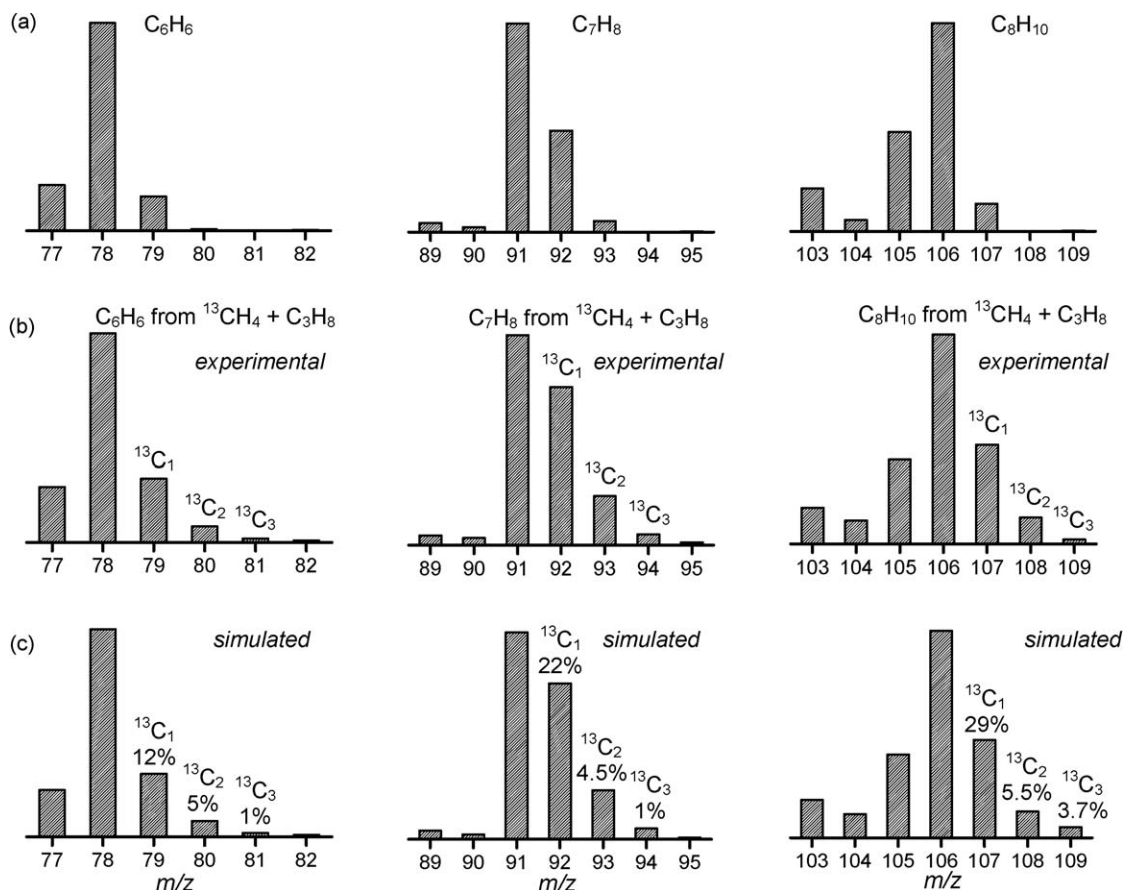 (a) C₆H₆ C₇H₈ C₈H₁₀
77 78 79 80 81 82 89 90 91 92 93 94 95 103 104 105 106 107 108 109
(b) C₆H₆ from ¹³CH₄ + C₃H₈ C₇H₈ from ¹³CH₄ + C₃H₈ C₈H₁₀ from ¹³CH₄ + C₃H₈
experimental experimental experimental
¹³C₁ ¹³C₂ ¹³C₃ ¹³C₁ ¹³C₂ ¹³C₃ ¹³C₁ ¹³C₂ ¹³C₃
77 78 79 80 81 82 89 90 91 92 93 94 95 103 104 105 106 107 108 109
(c) simulated simulated simulated
¹³C₁ ¹³C₂ ¹³C₃ ¹³C₁ ¹³C₂ ¹³C₃ ¹³C₁ ¹³C₂ ¹³C₃
12% 5% 1% 22% 4.5% 1% 29% 5.5% 3.7%
77 78 79 80 81 82 89 90 91 92 93 94 95 103 104 105 106 107 108 109
m/z m/z m/z